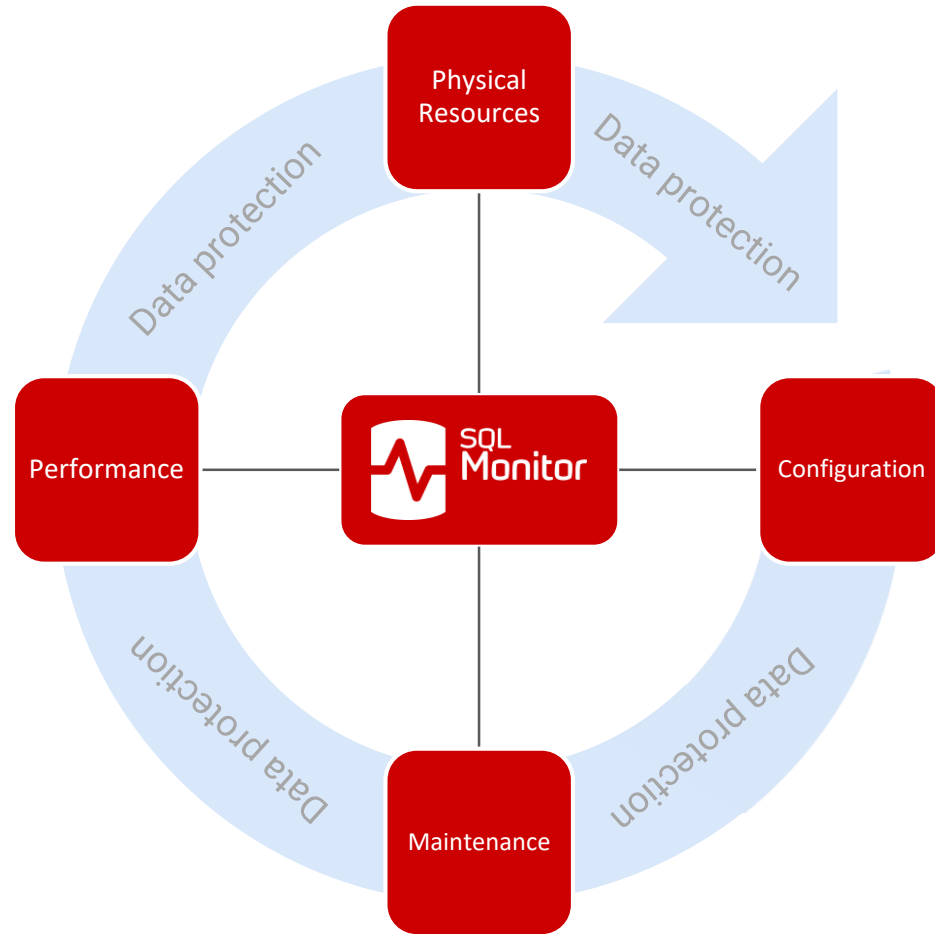 Physical
Resources
Data protection
Data protection
Performance
SQL
Monitor
Configuration
Data protection
Data protection
Maintenance